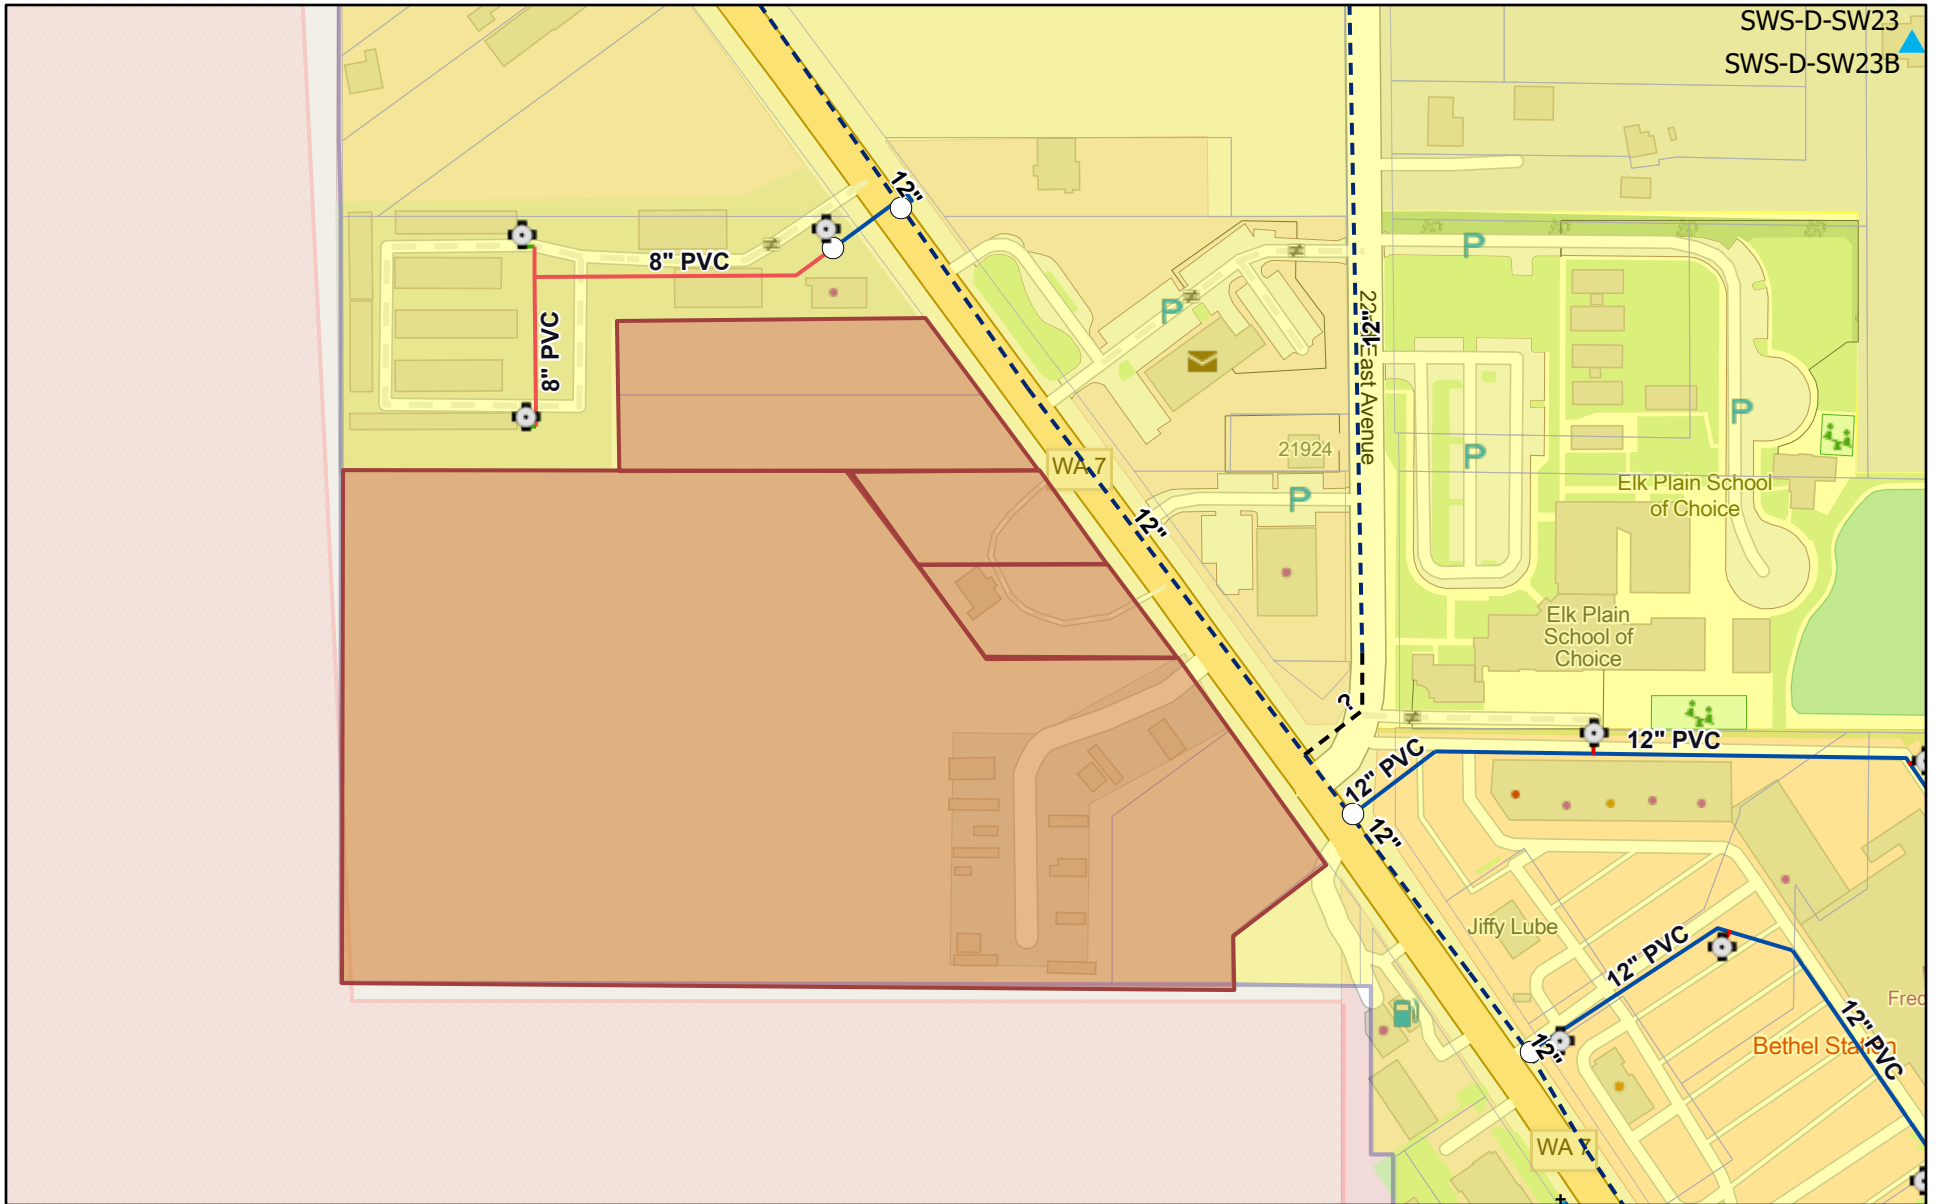 SWS-D-SW23
SWS-D-SW23B
12"
8" PVC
8" PVC
12"
East Avenue
P
P
P
P
P
P
21924
WA 7
12"
Elk Plain School
of Choice
Elk Plain
School of
Choice
?
12" PVC
12" PVC
12"
Jiffy Lube
12" PVC
12" PVC
12"
Bethel Station
WA 7